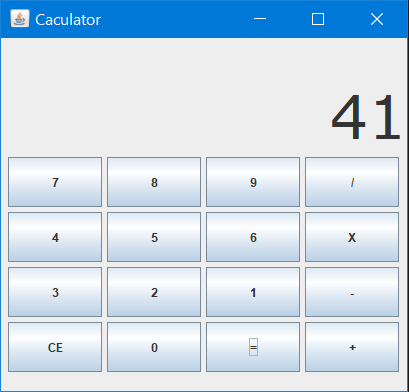 Caculator
41
7 8 9 /
4 5 6 X
3 2 1 -
CE 0 = +